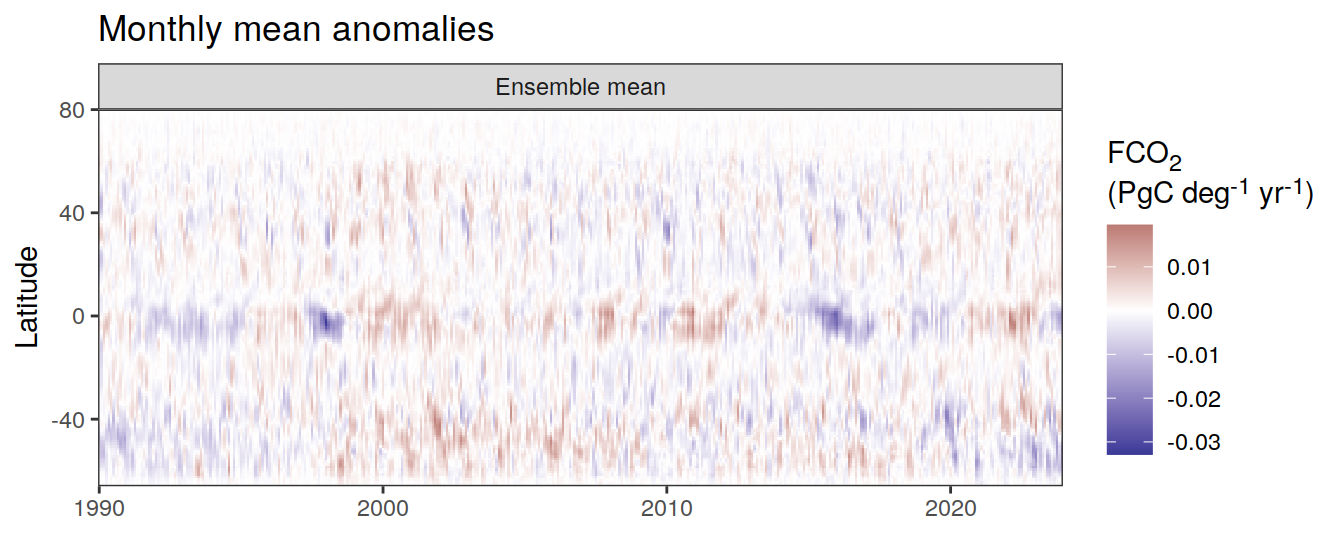 Monthly mean anomalies
Ensemble mean
80
40
0
-40
Latitude
1990 2000 2010 2020
FCO₂
(PgC deg⁻¹ yr⁻¹)
0.01
0.00
-0.01
-0.02
-0.03